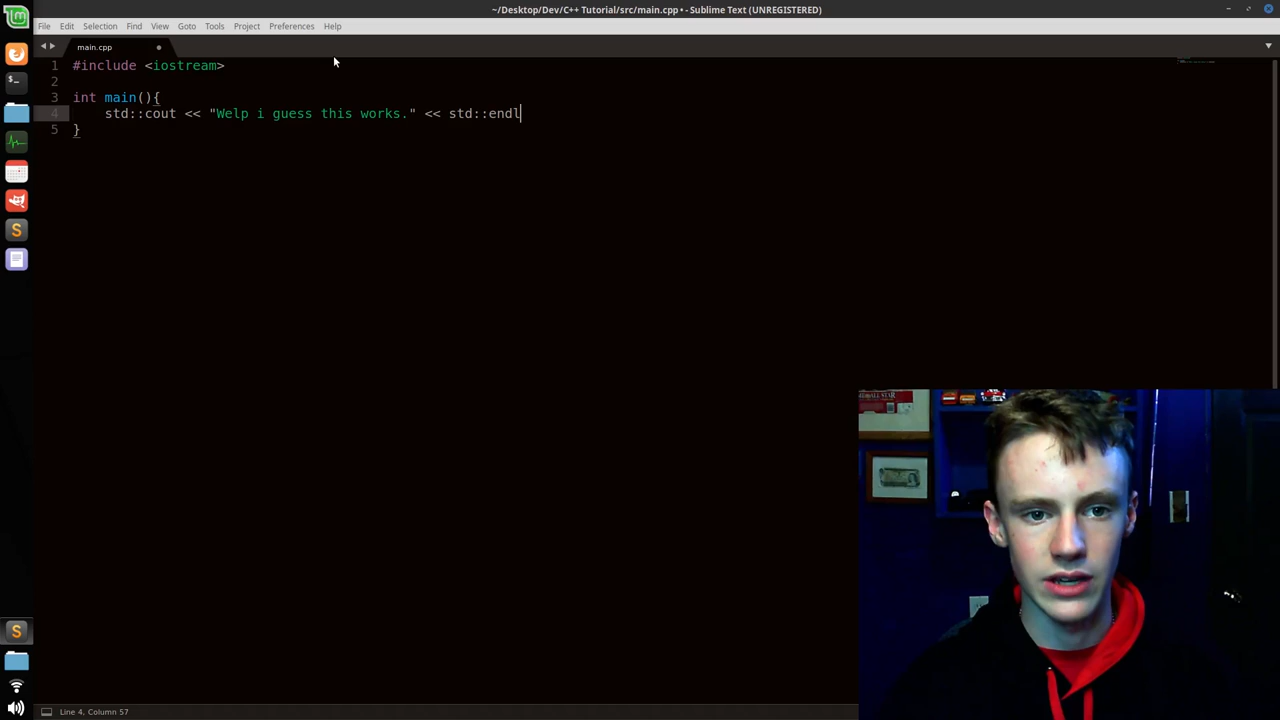 ~/Desktop/Dev/C++ Tutorial/src/main.cpp • - Sublime Text (UNREGISTERED)
File Edit Selection Find View Goto Tools Project Preferences Help
main.cpp
1 #include <iostream>
2
3 int main(){
4 std::cout << "Welp i guess this works." << std::endl
5 }
Line 4, Column 57